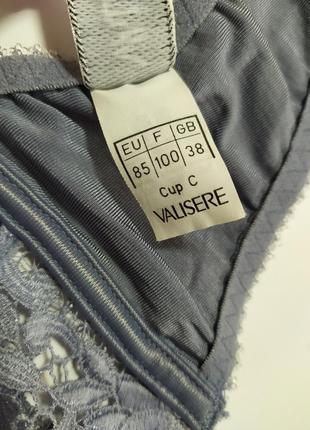 EU F GB
85 100 38
Cup C
VALISERE